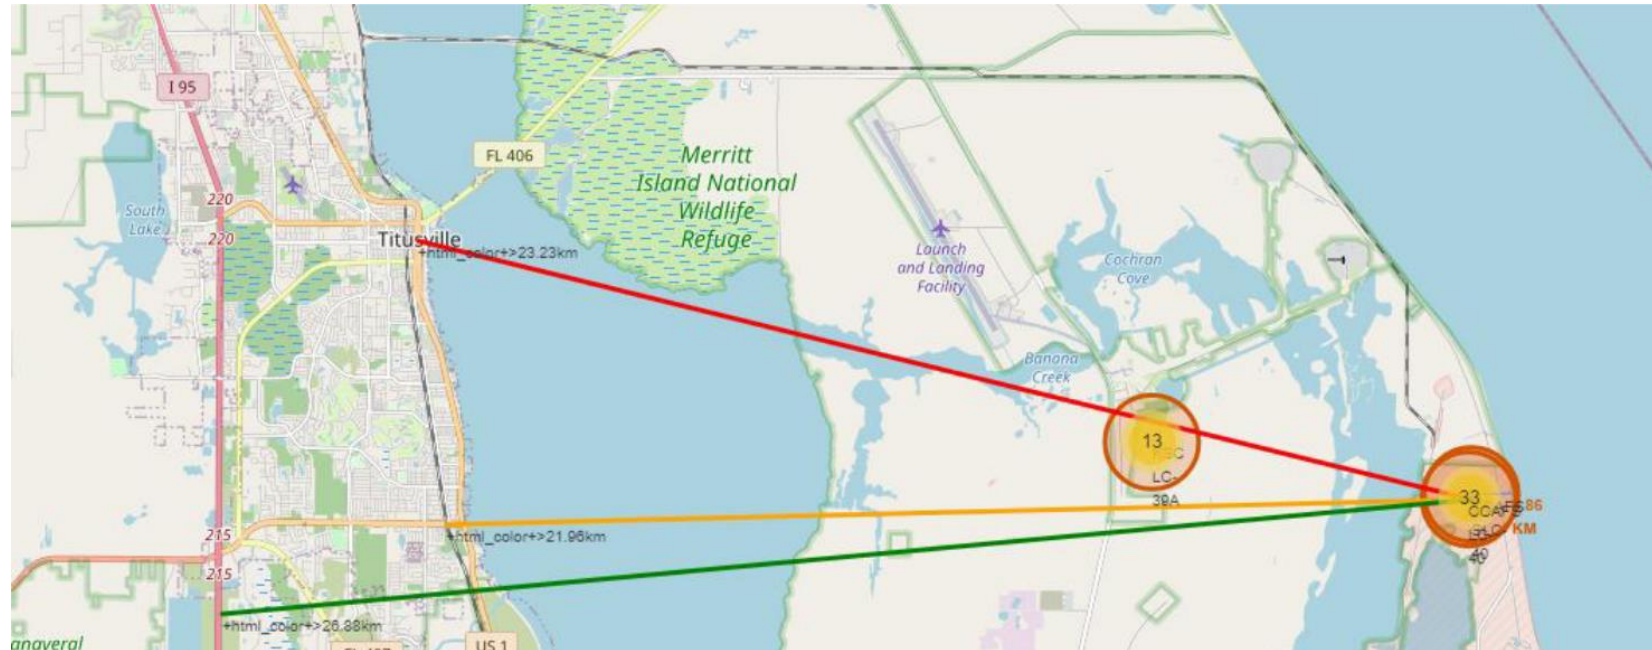 I 95
FL 406
Merritt
Island National
Wildlife
Refuge
220
South
Lake
220
Titusville
+html_color+>23.23km
Launch
and Landing
Facility
Cochran
Cove
Banana
Creek
13
LC-
39A
33
86
KM
215
+html_color+>21.96km
215
+html_color+>26.88km
anaveral
US 1